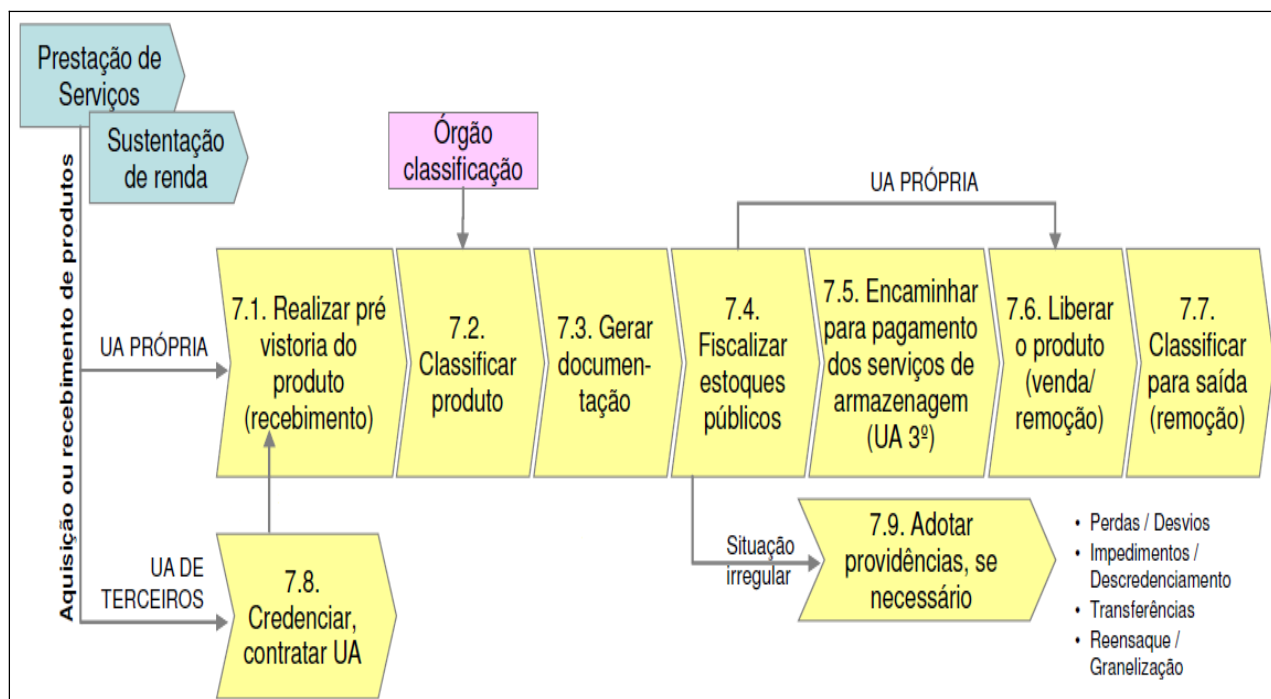 Prestação de
Serviços
Sustentação
de renda
Aquisição ou recebimento de produtos
Órgão
classificação
UA PRÓPRIA
UA PRÓPRIA
7.1. Realizar pré
vistoria do
produto
(recebimento)
7.2.
Classificar
produto
7.3. Gerar
documen-
tação
7.4.
Fiscalizar
estoques
públicos
7.5. Encaminhar
para pagamento
dos serviços de
armazenagem
(UA 3º)
7.6. Liberar
o produto
(venda/
remoção)
7.7.
Classificar
para saída
(remoção)
UA DE
TERCEIROS
7.8.
Credenciar,
contratar UA
Situação
irregular
7.9. Adotar
providências, se
necessário
• Perdas / Desvios
• Impedimentos /
Descredenciamento
• Transferências
• Reensaque /
Granelização